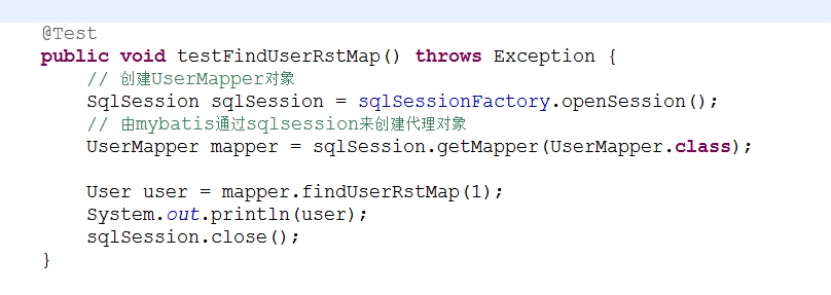 @Test
public void testFindUserRstMap() throws Exception {
// 创建UserMapper对象
SqlSession sqlSession = sqlSessionFactory.openSession();
// 由mybatis通过sqlsession来创建代理对象
UserMapper mapper = sqlSession.getMapper(UserMapper.class);
User user = mapper.findUserRstMap(1);
System.out.println(user);
sqlSession.close();
}